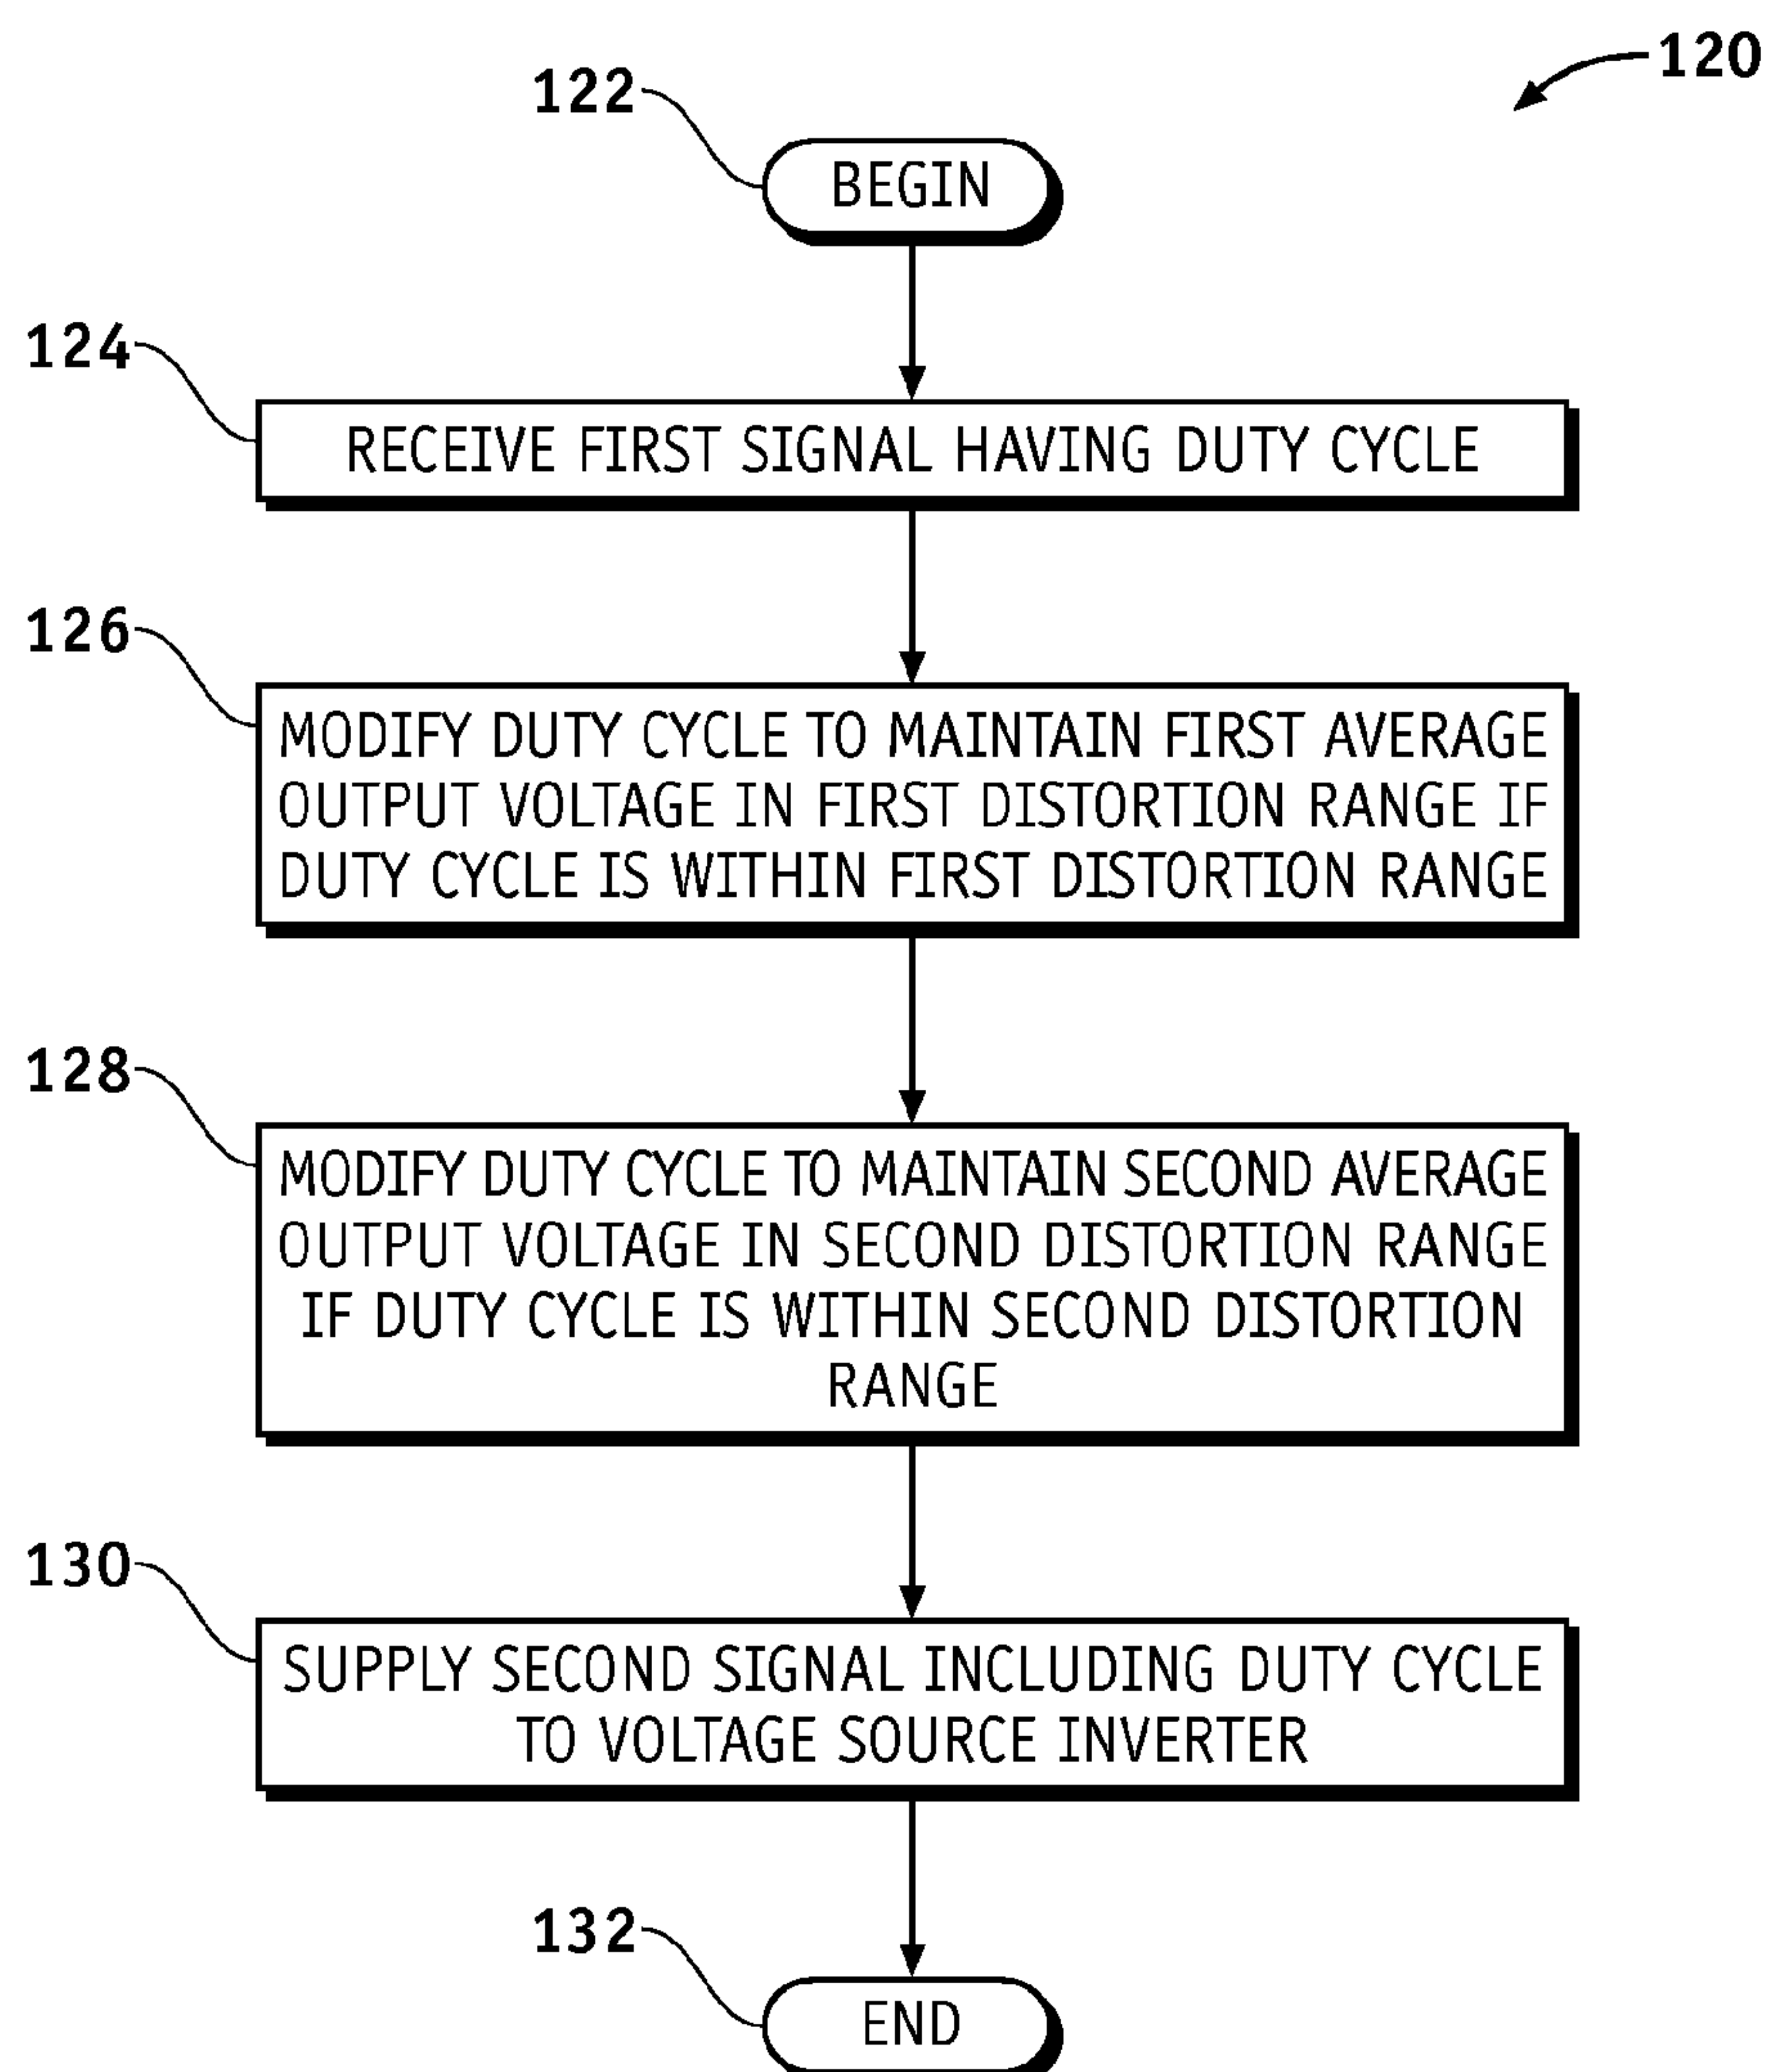 120
122
BEGIN
124
RECEIVE FIRST SIGNAL HAVING DUTY CYCLE
126
MODIFY DUTY CYCLE TO MAINTAIN FIRST AVERAGE
OUTPUT VOLTAGE IN FIRST DISTORTION RANGE IF
DUTY CYCLE IS WITHIN FIRST DISTORTION RANGE
128
MODIFY DUTY CYCLE TO MAINTAIN SECOND AVERAGE
OUTPUT VOLTAGE IN SECOND DISTORTION RANGE
IF DUTY CYCLE IS WITHIN SECOND DISTORTION
RANGE
130
SUPPLY SECOND SIGNAL INCLUDING DUTY CYCLE
TO VOLTAGE SOURCE INVERTER
132
END